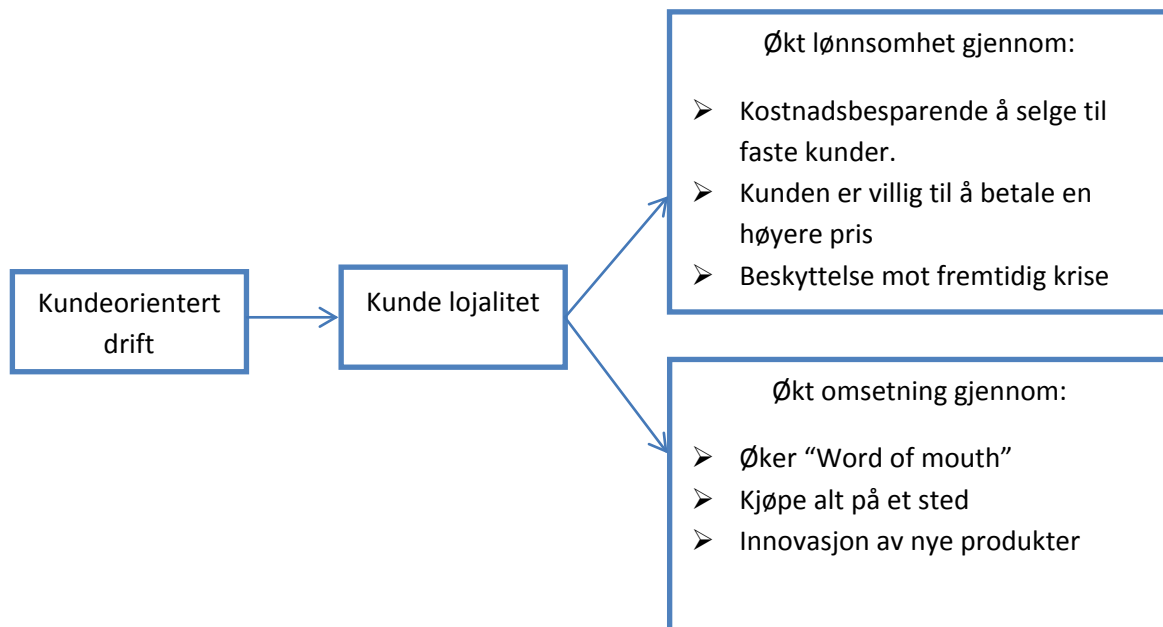 Økt lønnsomhet gjennom:
Kostnadsbesparende å selge til
faste kunder.
Kunden er villig til å betale en
høyere pris
Beskyttelse mot fremtidig krise
Kundeorientert
drift
Kunde lojalitet
Økt omsetning gjennom:
Øker “Word of mouth”
Kjøpe alt på et sted
Innovasjon av nye produkter